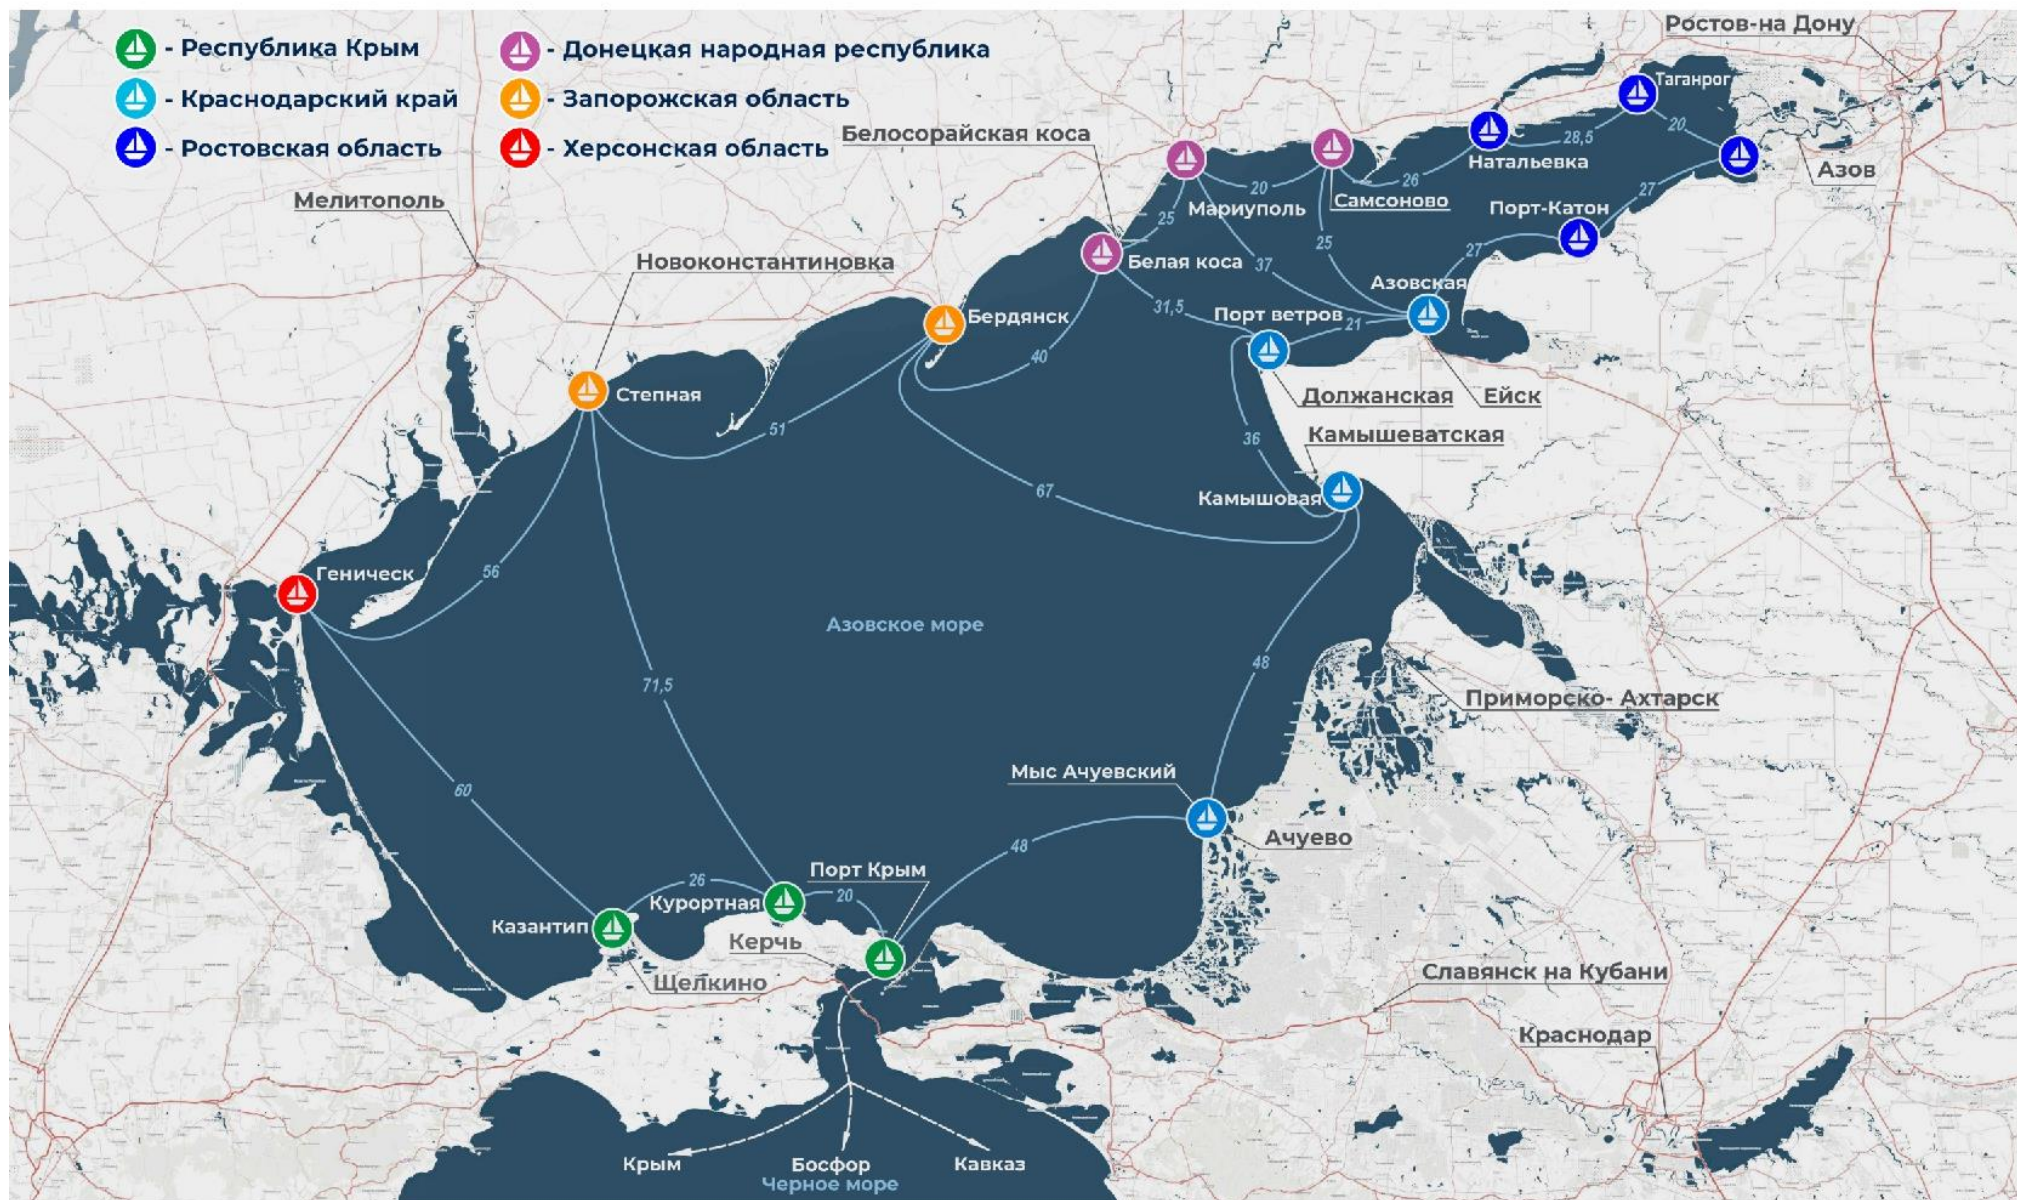 - Республика Крым
- Донецкая народная республика
- Краснодарский край
- Запорожская область
- Ростовская область
- Херсонская область
Ростов-на Дону
Таганрог
20
28,5
Натальевка
Азов
Белосорайская коса
Мелитополь
26
20
Самсоново
Мариуполь
25
27
Порт-Катон
27
Новоконстантиновка
Белая коса
37
25
Азовская
31,5
Порт ветров
21
Бердянск
40
Степная
51
Должанская
Ейск
36
Камышеватская
67
Камышовая
Геническ
56
Азовское море
48
71,5
Приморско- Ахтарск
Мыс Ачуевский
60
Ачуево
48
Порт Крым
26
Курортная
20
Казантип
Керчь
Щелкино
Славянск на Кубани
Краснодар
Крым
Босфор
Кавказ
Черное море